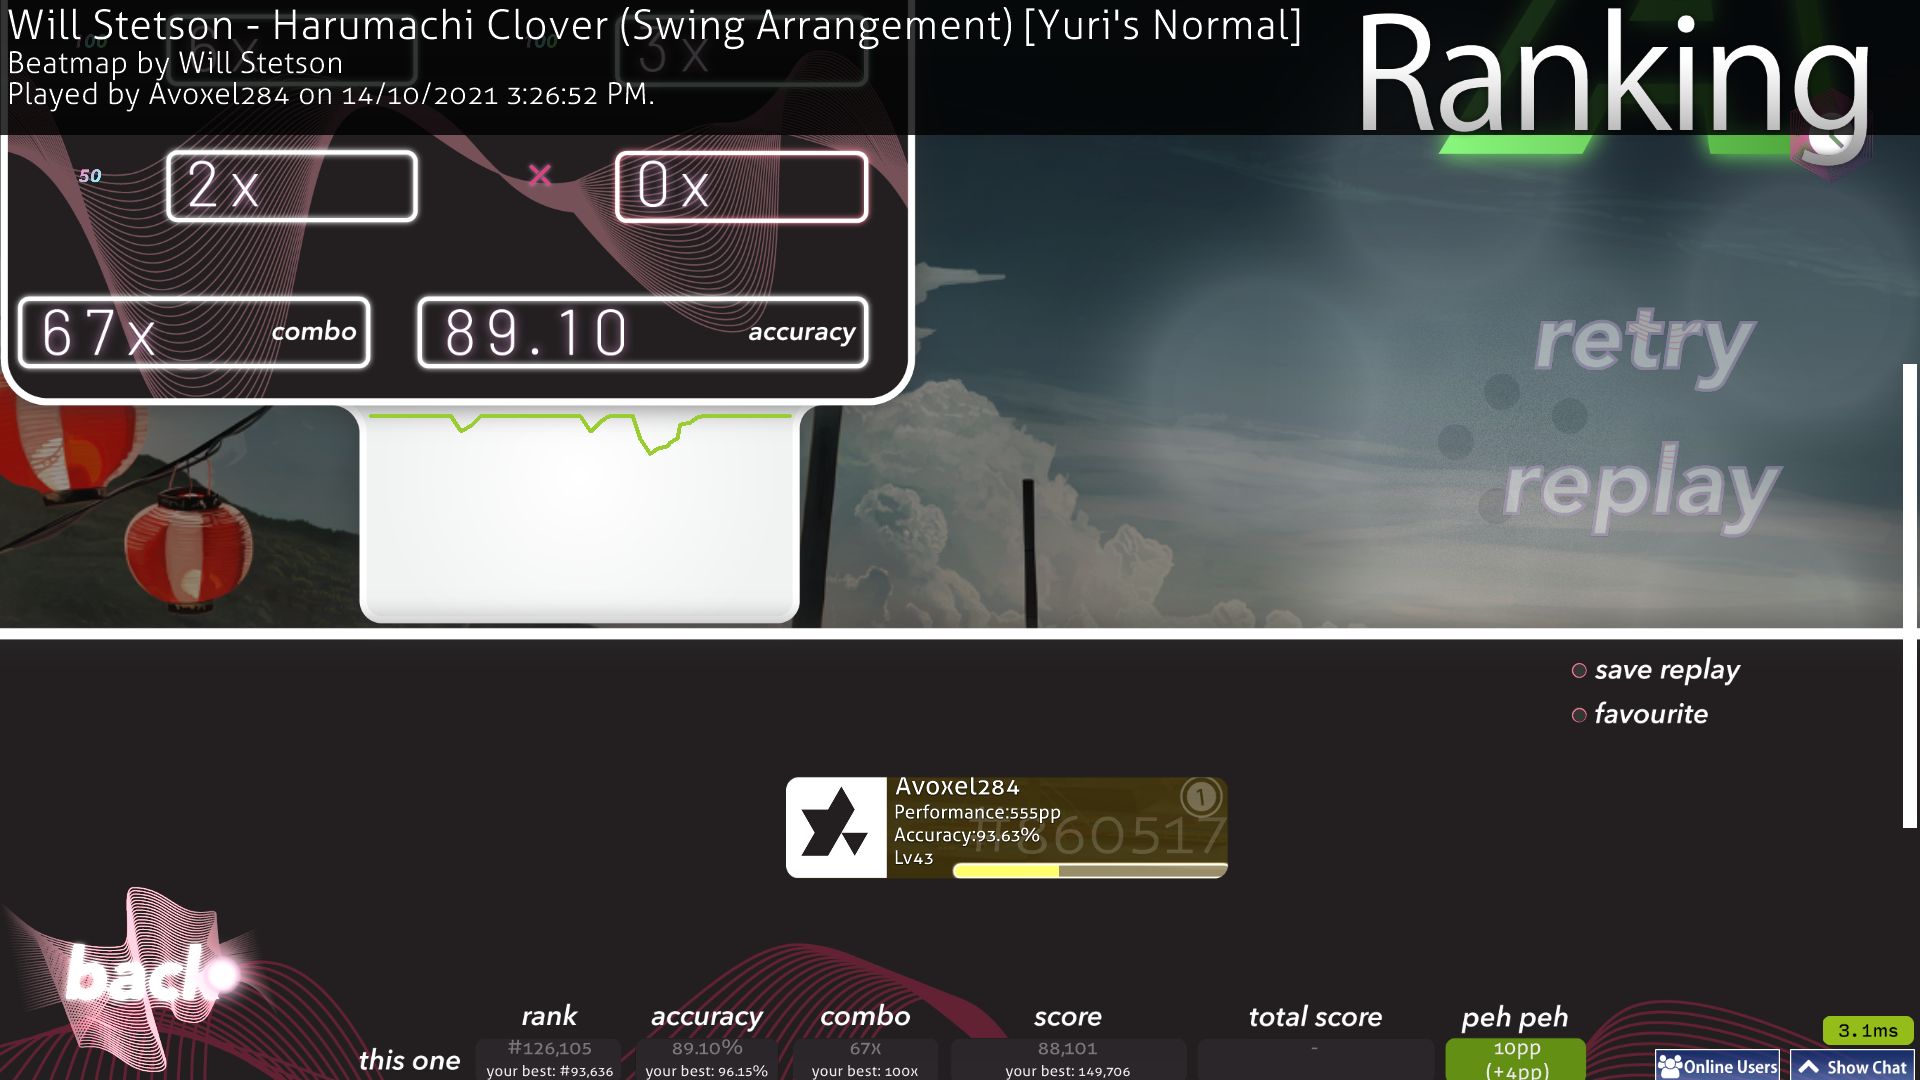 Will Stetson - Harumachi Clover (Swing Arrangement) [Yuri's Normal]
Beatmap by Will Stetson
Played by Avoxel284 on 14/10/2021 3:26:52 PM.
Ranking
100
100
3x
50
2x
0x
67x combo
89.10 accuracy
retry
replay
save replay
favourite
Avoxel284
1
Performance:555pp
#860517
Accuracy:93.63%
Lv43
back
rank accuracy combo score total score peh peh
this one
#126,105 89.10% 67x 88,101 - 10pp
your best: #93,636 your best: 96.15% your best: 100x your best: 149,706 (+4pp)
3.1ms
Online Users
Show Chat